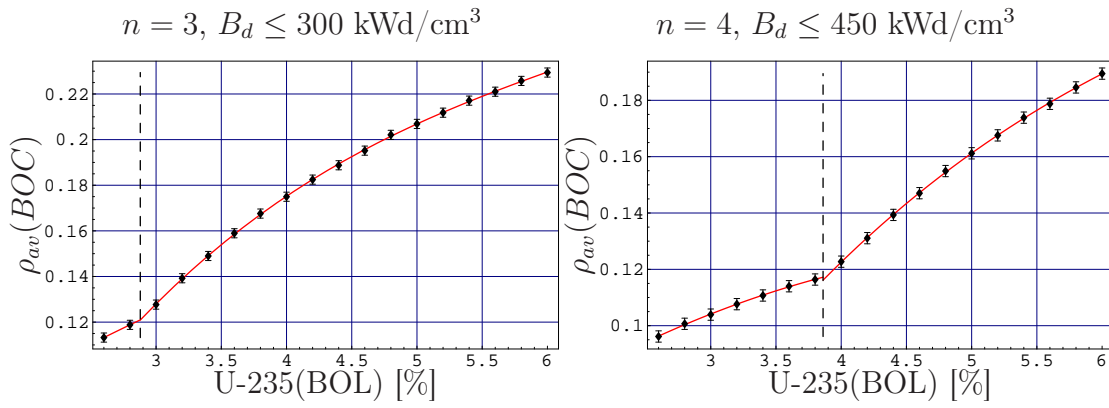 n = 3, B_d ≤ 300 kWd/cm³
0.22
0.2
0.18
0.16
0.14
0.12
ρ_av(BOC)
3 3.5 4 4.5 5 5.5 6
U-235(BOL) [%]
n = 4, B_d ≤ 450 kWd/cm³
0.18
0.16
0.14
0.12
0.1
ρ_av(BOC)
3 3.5 4 4.5 5 5.5 6
U-235(BOL) [%]